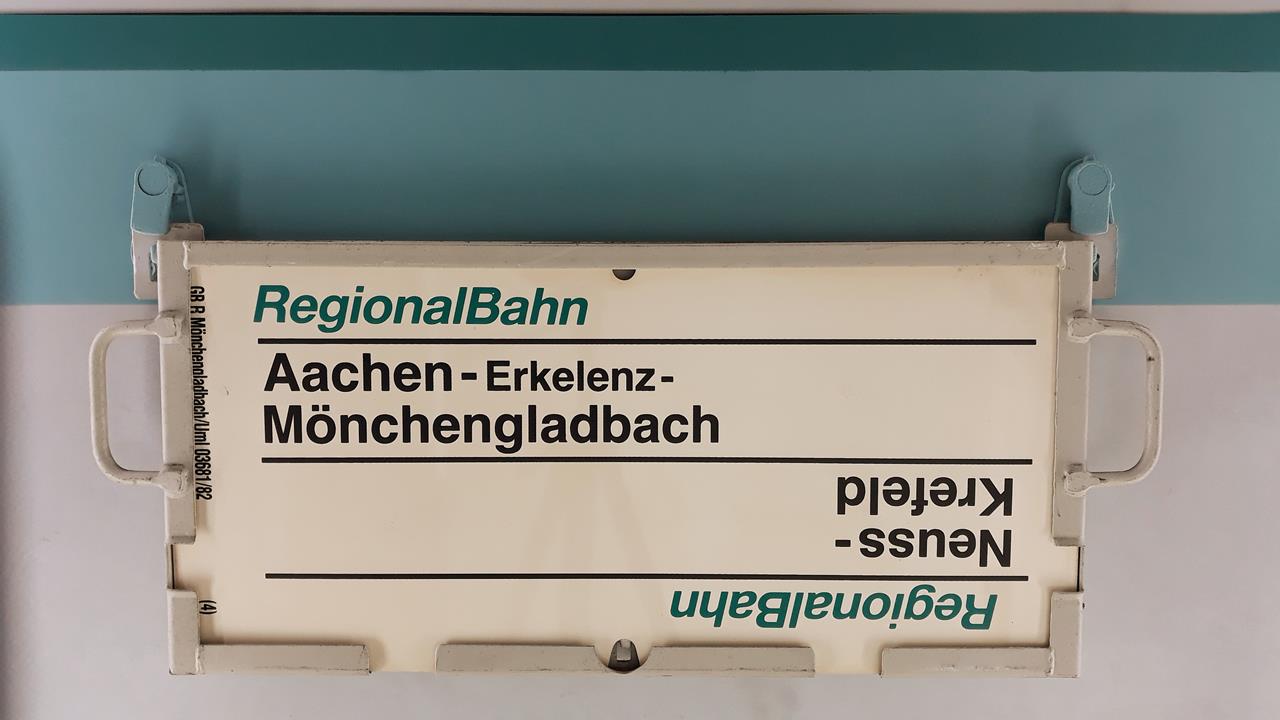 RegionalBahn
Aachen - Erkelenz -
Mönchengladbach
RegionalBahn
Neuss -
Krefeld
GB R Mönchengladbach/Uml 03681/82
(4)